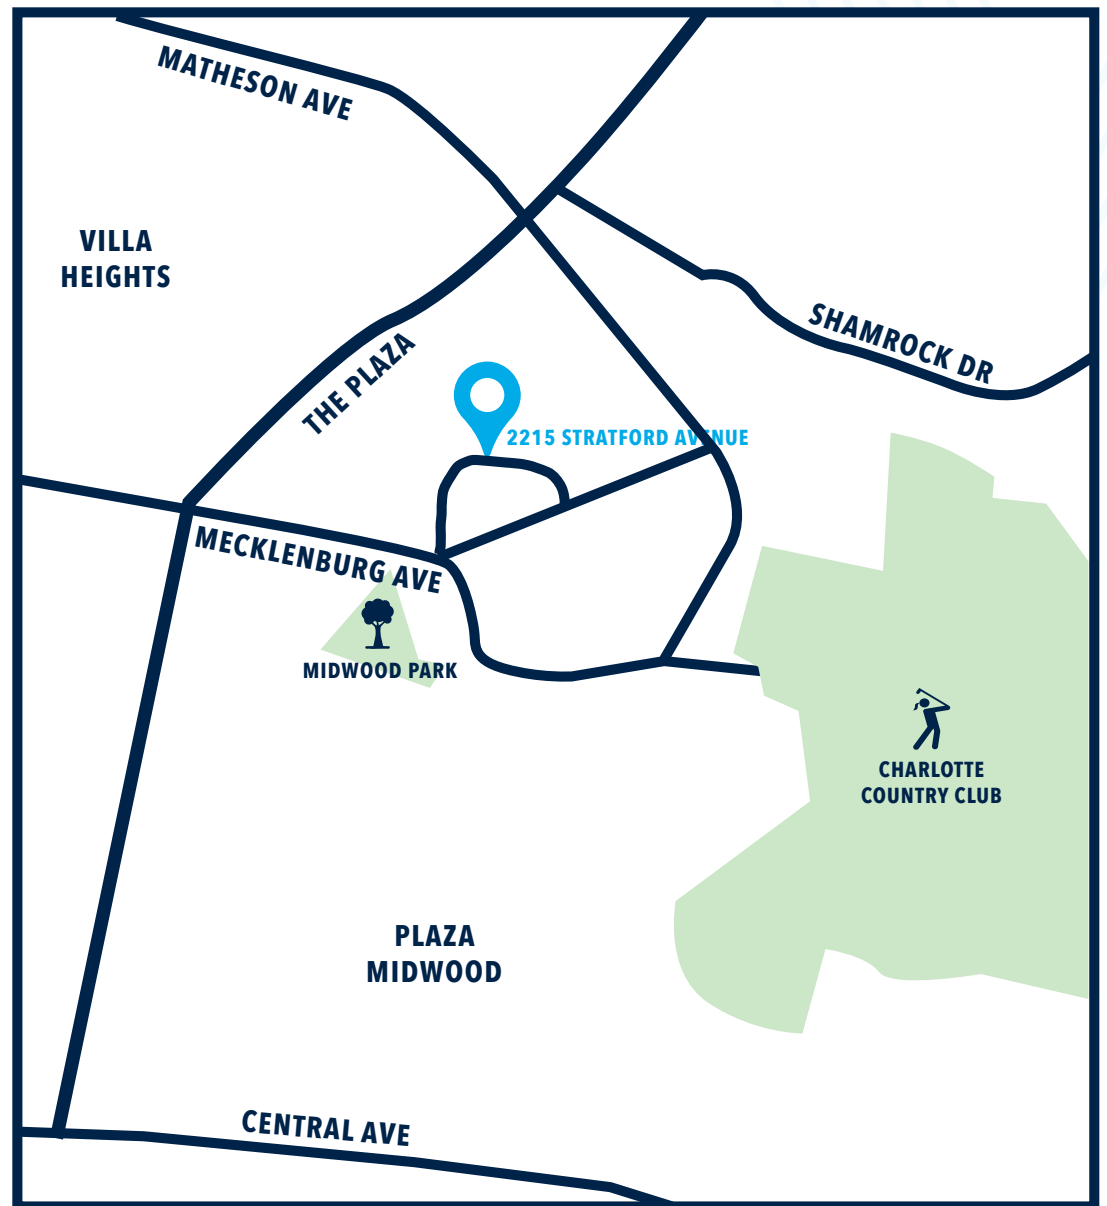 MATHESON AVE
VILLA
HEIGHTS
SHAMROCK DR
THE PLAZA
2215 STRATFORD AVENUE
MECKLENBURG AVE
MIDWOOD PARK
CHARLOTTE
COUNTRY CLUB
PLAZA
MIDWOOD
CENTRAL AVE